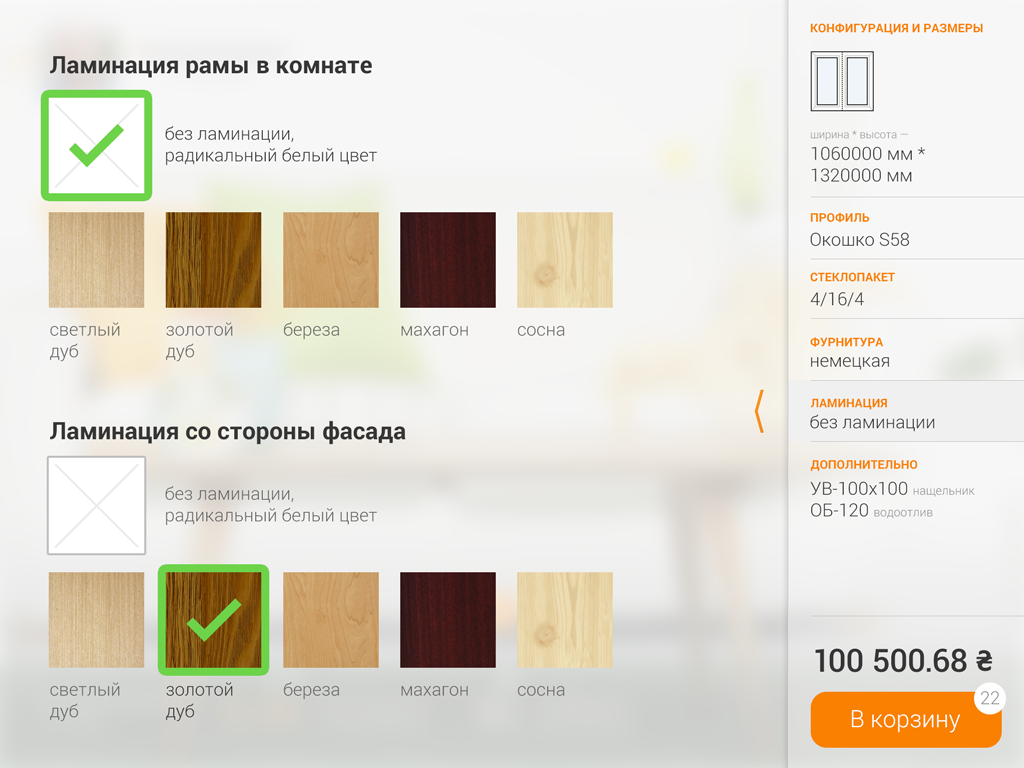 Ламинация рамы в комнате
без ламинации,
радикальный белый цвет
светлый
дуб
золотой
дуб
береза
махагон
сосна
Ламинация со стороны фасада
без ламинации,
радикальный белый цвет
светлый
дуб
золотой
дуб
береза
махагон
сосна
КОНФИГУРАЦИЯ И РАЗМЕРЫ
ширина * высота —
1060000 мм *
1320000 мм
ПРОФИЛЬ
Окошко S58
СТЕКЛОПАКЕТ
4/16/4
ФУРНИТУРА
немецкая
ЛАМИНАЦИЯ
без ламинации
ДОПОЛНИТЕЛЬНО
УВ-100х100 нащельник
ОБ-120 водоотлив
100 500.68 ₴
22
В корзину